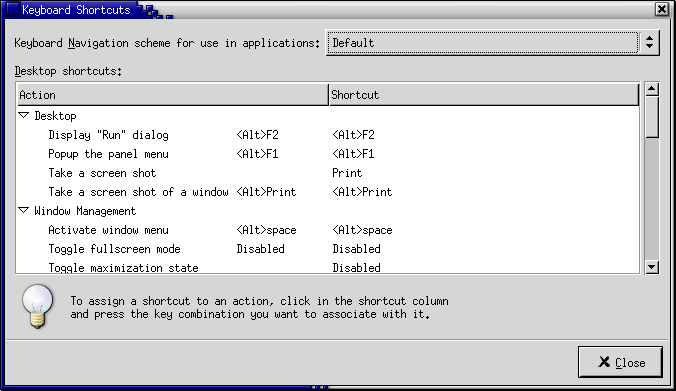 Keyboard Shortcuts
Keyboard Navigation scheme for use in applications: Default
Desktop shortcuts:
Action Shortcut
Desktop
Display "Run" dialog <Alt>F2 <Alt>F2
Popup the panel menu <Alt>F1 <Alt>F1
Take a screen shot Print
Take a screen shot of a window <Alt>Print <Alt>Print
Window Management
Activate window menu <Alt>space <Alt>space
Toggle fullscreen mode Disabled Disabled
Toggle maximization state Disabled
To assign a shortcut to an action, click in the shortcut column
and press the key combination you want to associate with it.
Close